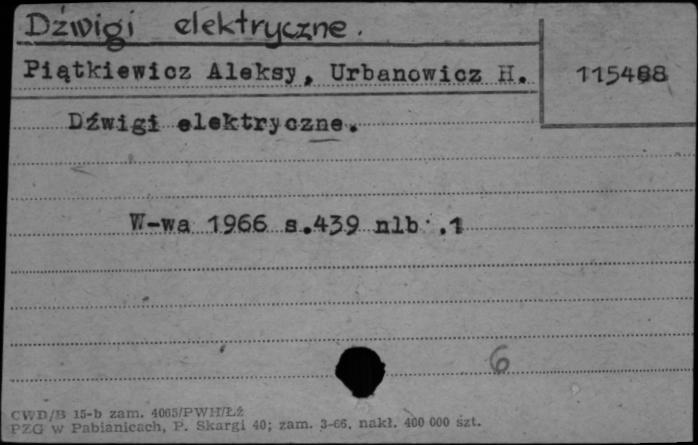 Dźwigi elektryczne.
Piątkiewicz Aleksy, Urbanowicz H.
115488
Dźwigi elektryczne.
W-wa 1966 s.439 nlb .1
6
CWD/B 15-b zam. 4065/PWH/Łż
PZG w Pabianicach, P. Skargi 40; zam. 3-66, nakł. 400 000 szt.